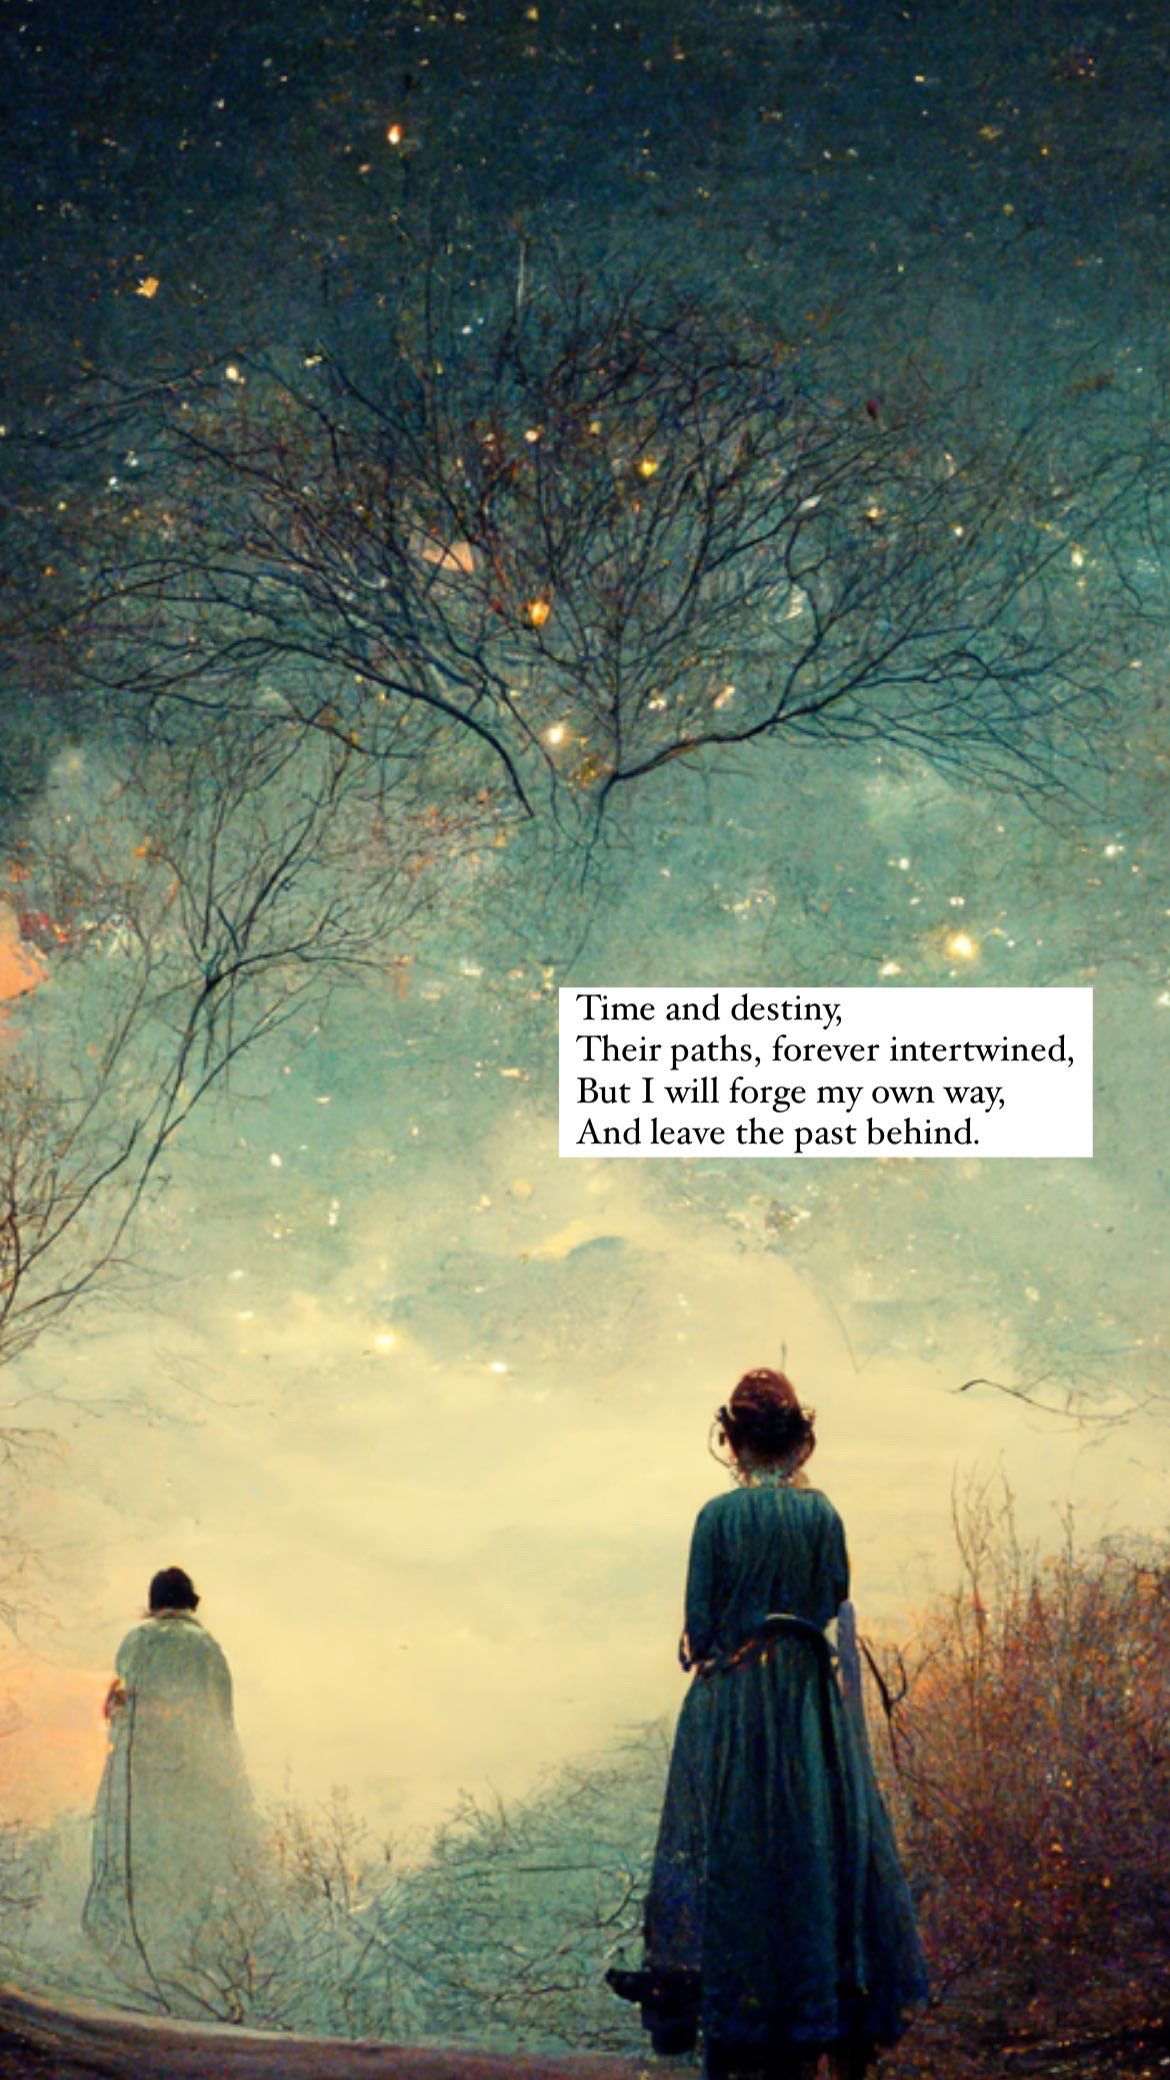 Time and destiny,
Their paths, forever intertwined,
But I will forge my own way,
And leave the past behind.